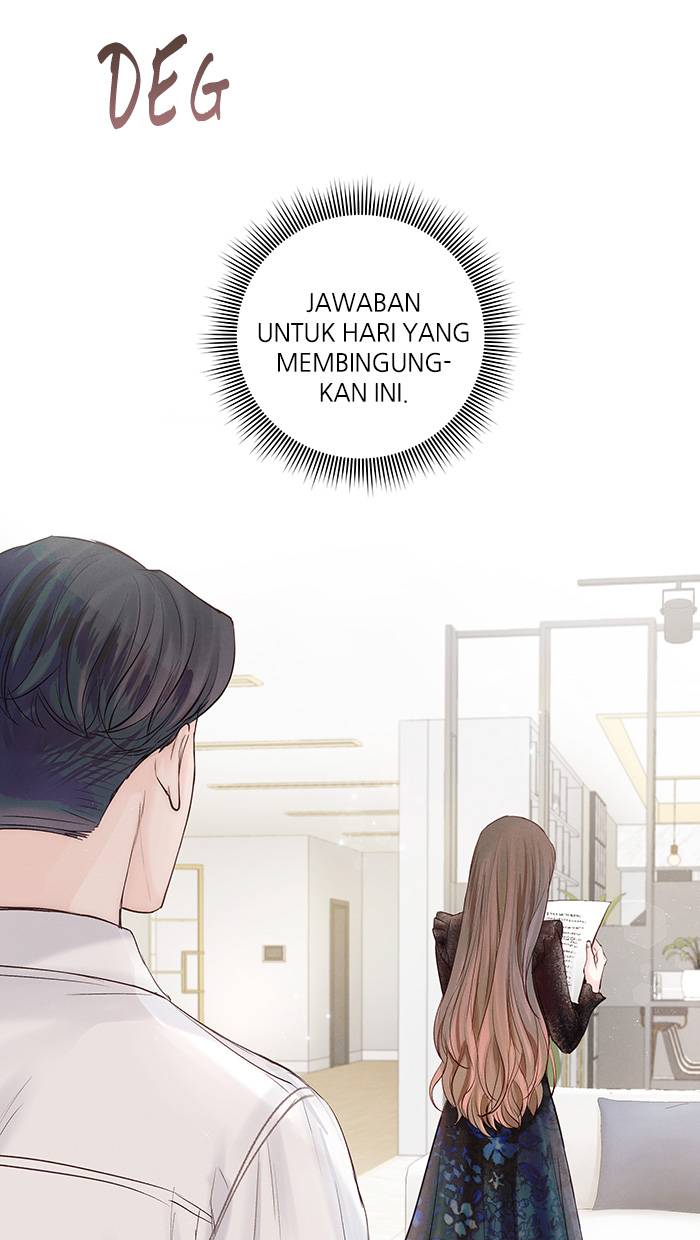 DEG
JAWABAN
UNTUK HARI YANG
MEMBINGUNG-
KAN INI.